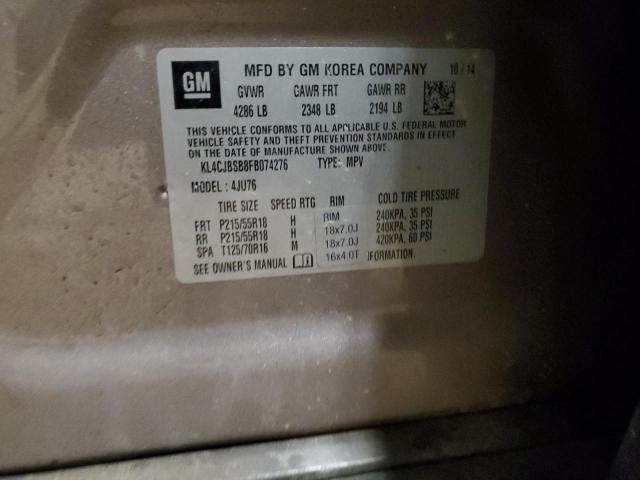 GM MFD BY GM KOREA COMPANY 10/14
GVWR GAWR FRT GAWR RR
4286 LB 2348 LB 2194 LB
THIS VEHICLE CONFORMS TO ALL APPLICABLE U.S. FEDERAL MOTOR
VEHICLE SAFETY AND THEFT PREVENTION STANDARDS IN EFFECT
ON THE DATE OF MANUFACTURE SHOWN ABOVE.
KL4CJBSB8FB074276 TYPE: MPV
MODEL: 4JU76
TIRE SIZE SPEED RTG RIM COLD TIRE PRESSURE
RIM
FRT P215/55R18 H 18x7.0J 240KPA, 35 PSI
RR P215/55R18 H 18x7.0J 240KPA, 35 PSI
SPA T125/70R16 M 16x4.0T 420KPA, 60 PSI
SEE OWNER'S MANUAL FORMATION.